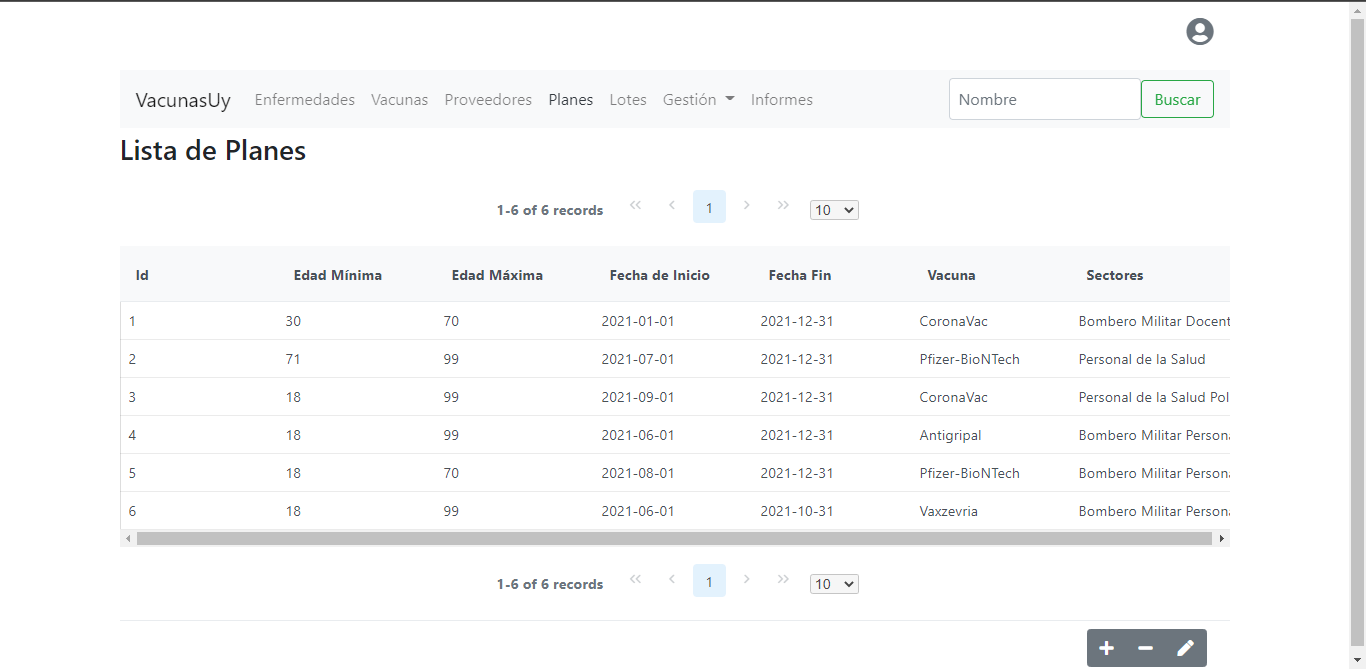 VacunasUy Enfermedades Vacunas Proveedores Planes Lotes Gestión Informes Nombre Buscar
Lista de Planes
1-6 of 6 records 1 10
Id Edad Mínima Edad Máxima Fecha de Inicio Fecha Fin Vacuna Sectores
1 30 70 2021-01-01 2021-12-31 CoronaVac Bombero Militar Docent
2 71 99 2021-07-01 2021-12-31 Pfizer-BioNTech Personal de la Salud
3 18 99 2021-09-01 2021-12-31 CoronaVac Personal de la Salud Pol
4 18 99 2021-06-01 2021-12-31 Antigripal Bombero Militar Person
5 18 70 2021-08-01 2021-12-31 Pfizer-BioNTech Bombero Militar Person
6 18 99 2021-06-01 2021-10-31 Vaxzevria Bombero Militar Person
1-6 of 6 records 1 10